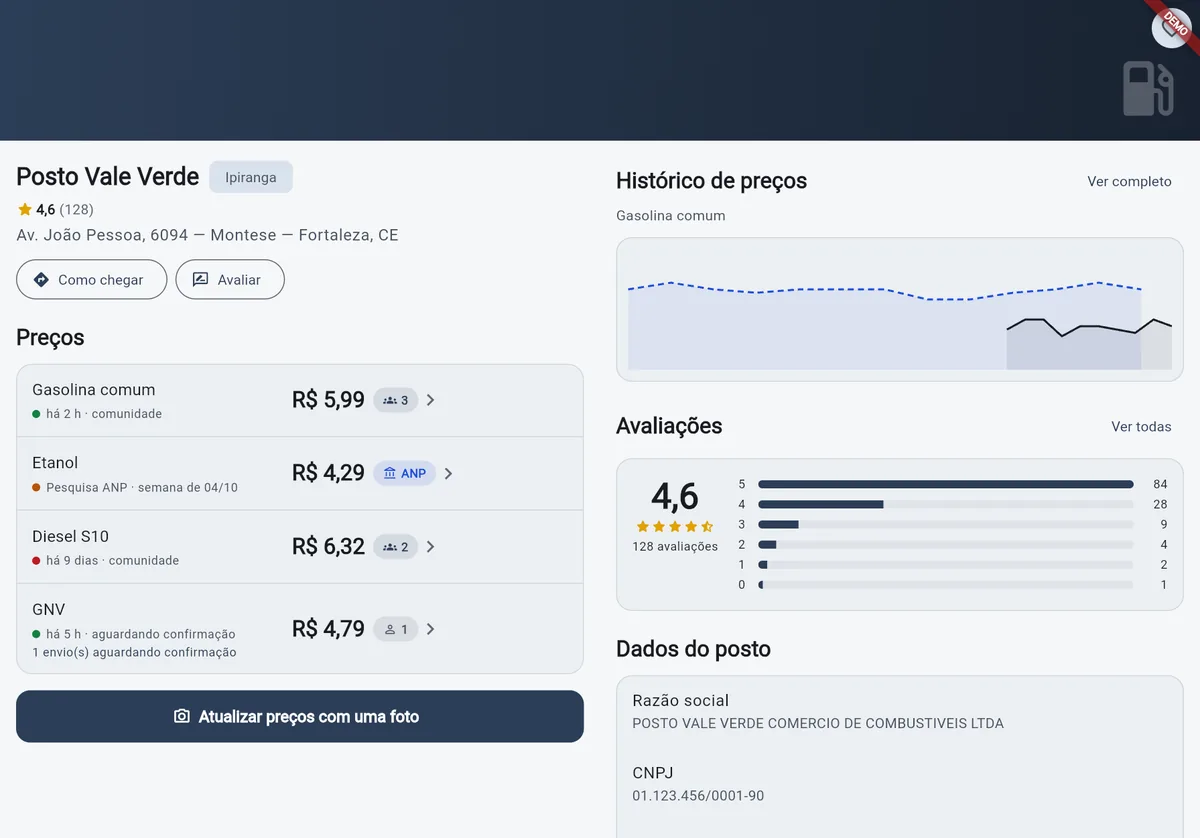 DEMO
Posto Vale Verde
Ipiranga
4,6 (128)
Av. João Pessoa, 6094 — Montese — Fortaleza, CE
Como chegar
Avaliar
Preços
Gasolina comum
há 2 h · comunidade
R$ 5,99
3
Etanol
Pesquisa ANP · semana de 04/10
R$ 4,29
ANP
Diesel S10
há 9 dias · comunidade
R$ 6,32
2
GNV
há 5 h · aguardando confirmação
1 envio(s) aguardando confirmação
R$ 4,79
1
Atualizar preços com uma foto
Histórico de preços
Ver completo
Gasolina comum
Avaliações
Ver todas
4,6
128 avaliações
5 84
4 28
3 9
2 4
1 2
0 1
Dados do posto
Razão social
POSTO VALE VERDE COMERCIO DE COMBUSTIVEIS LTDA
CNPJ
01.123.456/0001-90